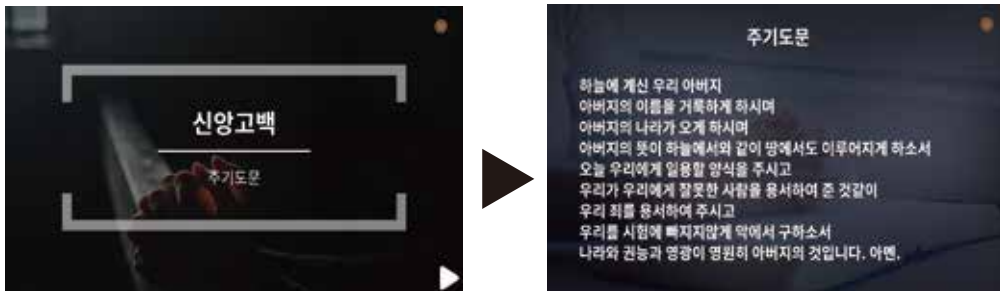 신앙고백
주기도문
주기도문
하늘에 계신 우리 아버지
아버지의 이름을 거룩하게 하시며
아버지의 나라가 오게 하시며
아버지의 뜻이 하늘에서와 같이 땅에서도 이루어지게 하소서
오늘 우리에게 일용할 양식을 주시고
우리가 우리에게 잘못한 사람을 용서하여 준 것같이
우리 죄를 용서하여 주시고
우리를 시험에 빠지지않게 악에서 구하소서
나라와 권능과 영광이 영원히 아버지의 것입니다. 아멘.